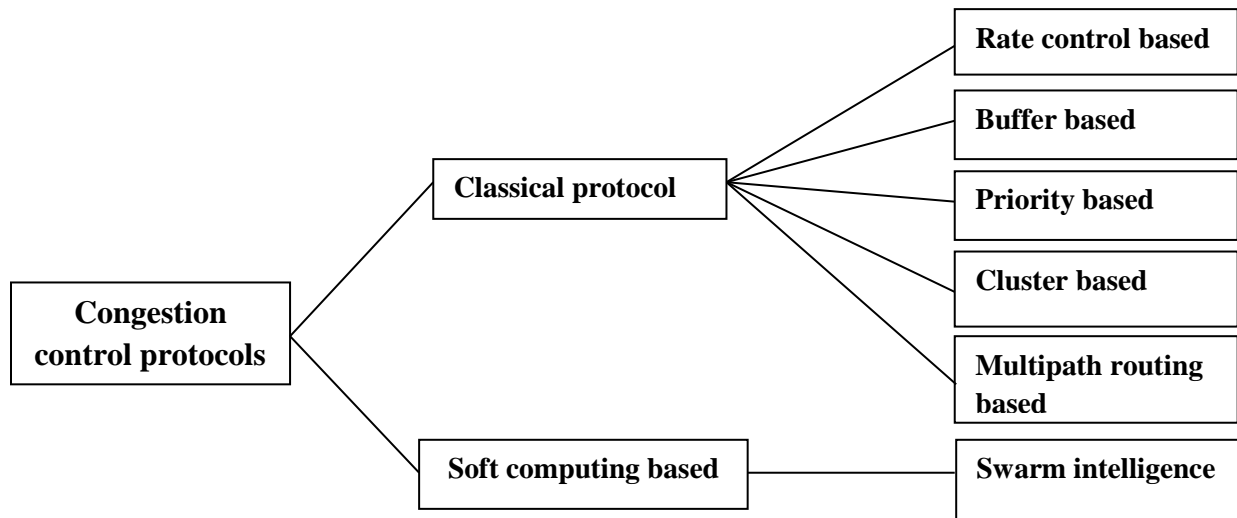 Rate control based
Buffer based
Classical protocol
Priority based
Cluster based
Congestion
control protocols
Multipath routing
based
Soft computing based
Swarm intelligence